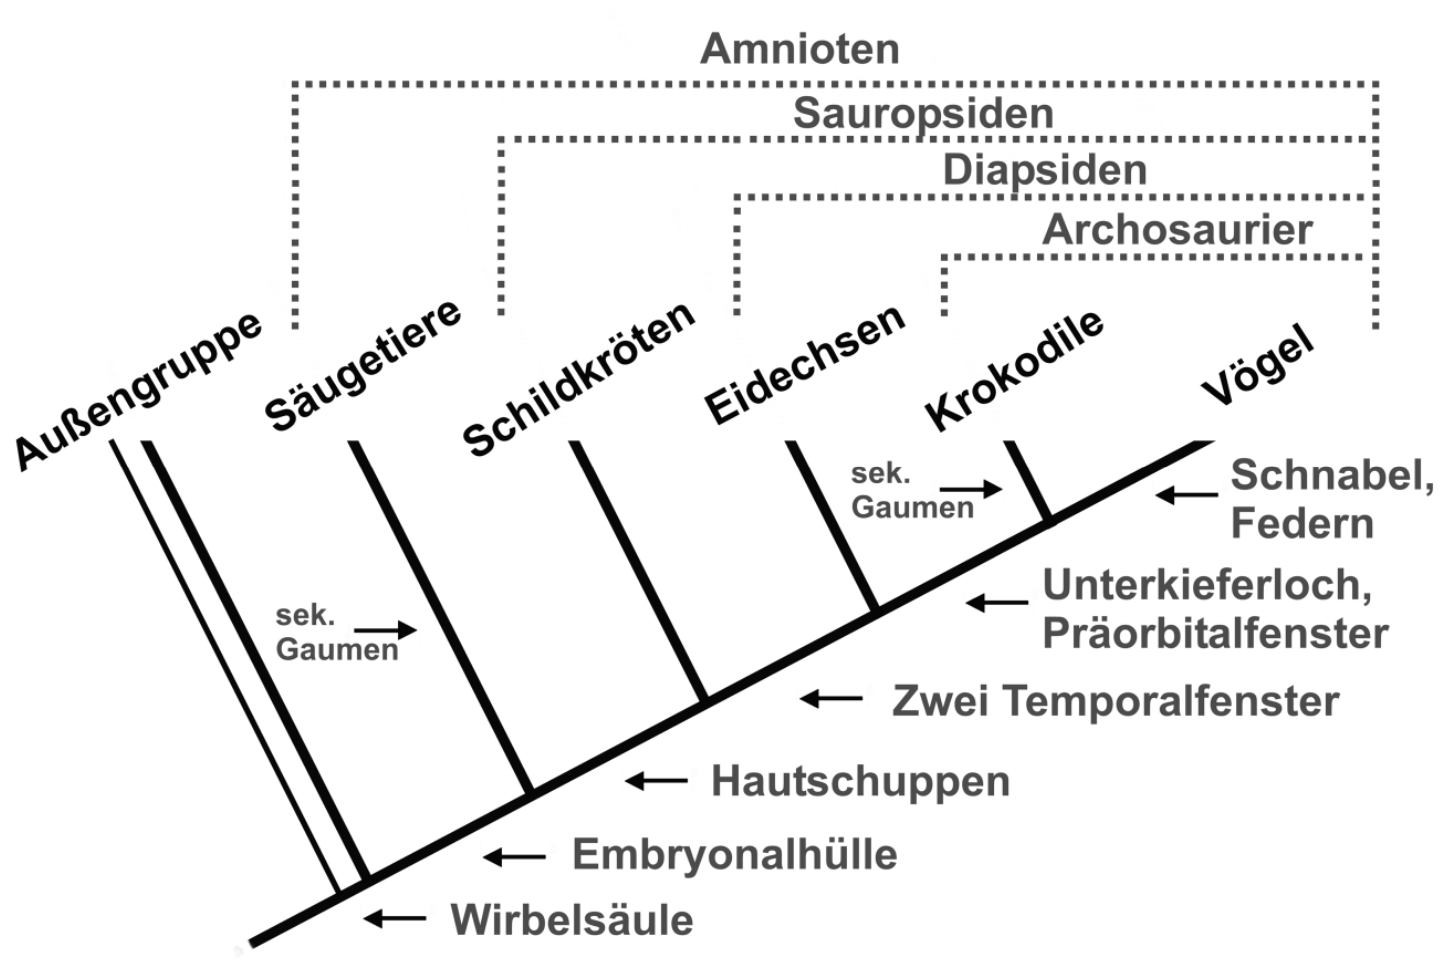 Amnioten
Sauropsiden
Diapsiden
Archosaurier
Außengruppe
Säugetiere
Schildkröten
Eidechsen
Krokodile
Vögel
sek.
Gaumen
Schnabel,
Federn
Unterkieferloch,
Präorbitalfenster
sek.
Gaumen
Zwei Temporalfenster
Hautschuppen
Embryonalhülle
Wirbelsäule